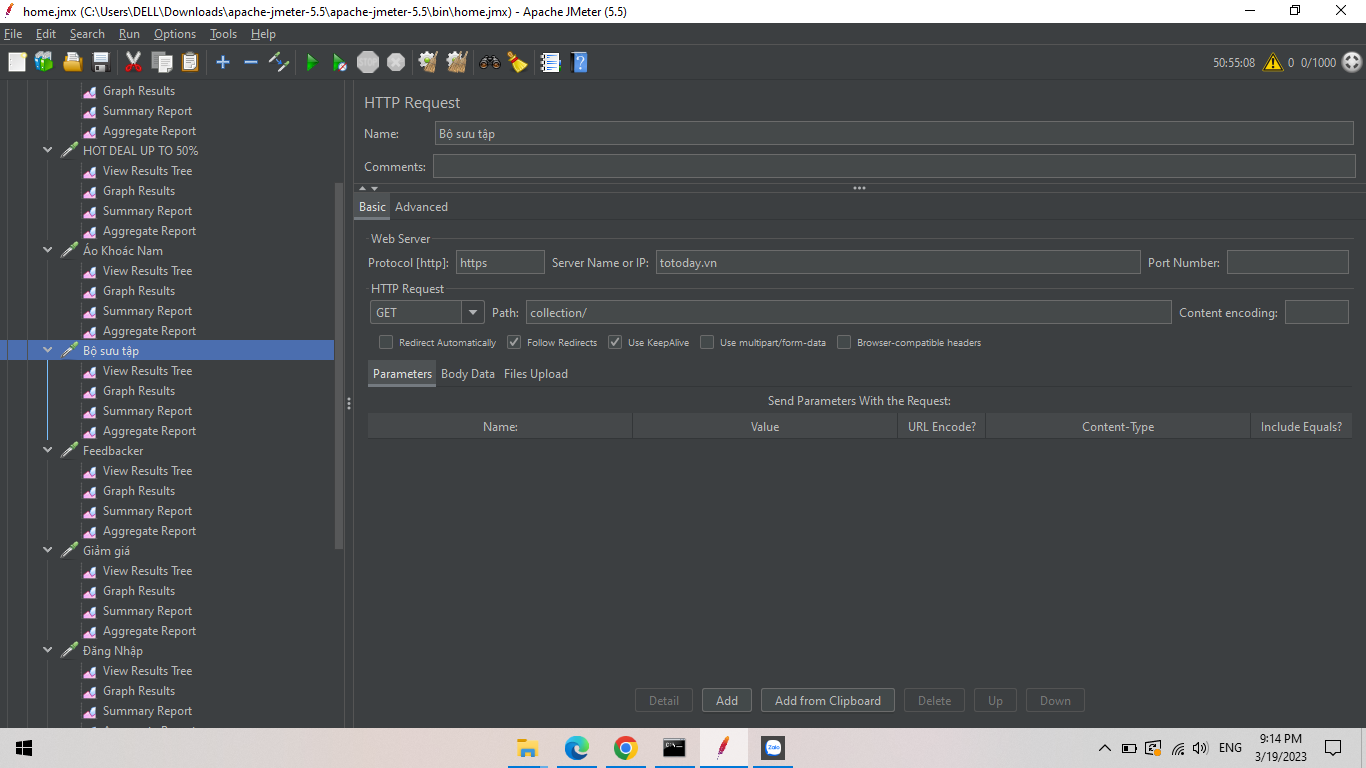 home.jmx (C:\Users\DELL\Downloads\apache-jmeter-5.5\apache-jmeter-5.5\bin\home.jmx) - Apache JMeter (5.5)
File Edit Search Run Options Tools Help
STOP
50:55:08 0 0/1000
Graph Results
Summary Report
Aggregate Report
HOT DEAL UP TO 50%
View Results Tree
Graph Results
Summary Report
Aggregate Report
Áo Khoác Nam
View Results Tree
Graph Results
Summary Report
Aggregate Report
Bộ sưu tập
View Results Tree
Graph Results
Summary Report
Aggregate Report
Feedbacker
View Results Tree
Graph Results
Summary Report
Aggregate Report
Giảm giá
View Results Tree
Graph Results
Summary Report
Aggregate Report
Đăng Nhập
View Results Tree
Graph Results
Summary Report
HTTP Request
Name: Bộ sưu tập
Comments:
Basic Advanced
Web Server
Protocol [http]: https Server Name or IP: totoday.vn Port Number:
HTTP Request
GET Path: collection/ Content encoding:
Redirect Automatically Follow Redirects Use KeepAlive Use multipart/form-data Browser-compatible headers
Parameters Body Data Files Upload
Send Parameters With the Request:
Name: Value URL Encode? Content-Type Include Equals?
Detail Add Add from Clipboard Delete Up Down
Zalo
ENG
9:14 PM
3/19/2023